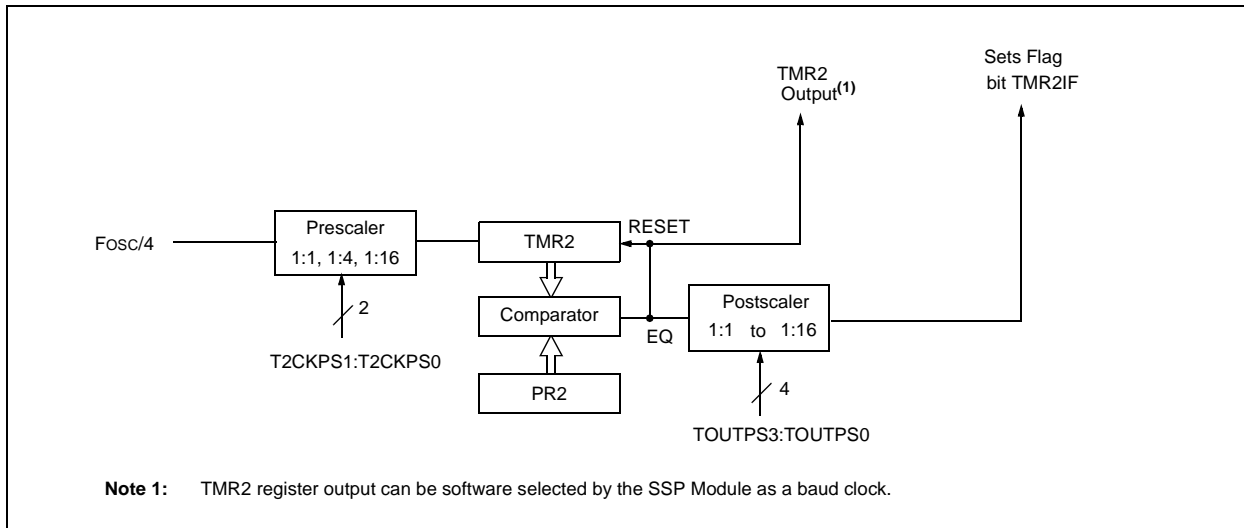 Sets Flag
bit TMR2IF
TMR2
Output(1)
RESET
Prescaler
1:1, 1:4, 1:16
FOSC/4
TMR2
2
Comparator
EQ
Postscaler
1:1 to 1:16
T2CKPS1:T2CKPS0
PR2
4
TOUTPS3:TOUTPS0
Note 1: TMR2 register output can be software selected by the SSP Module as a baud clock.